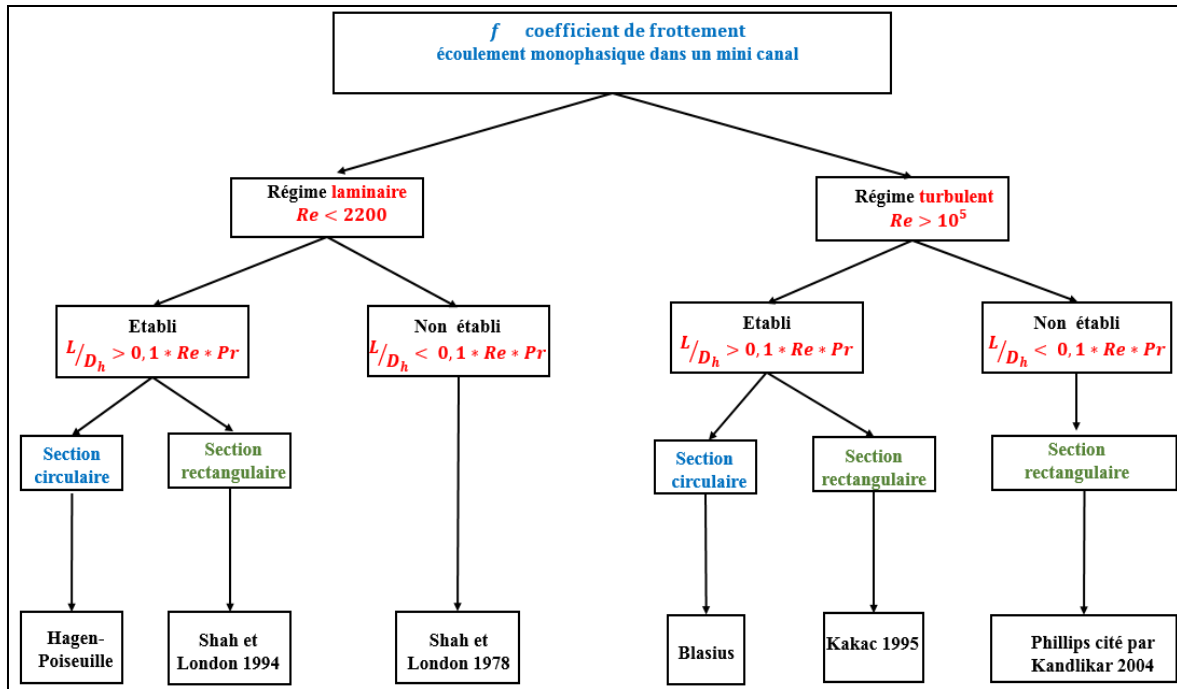 f coefficient de frottement
écoulement monophasique dans un mini canal
Régime laminaire
Re < 2200
Régime turbulent
Re > 10⁵
Etabli
L/D_h > 0,1 * Re * Pr
Non établi
L/D_h < 0,1 * Re * Pr
Etabli
L/D_h > 0,1 * Re * Pr
Non établi
L/D_h < 0,1 * Re * Pr
Section
circulaire
Section
rectangulaire
Section
circulaire
Section
rectangulaire
Section
rectangulaire
Hagen-
Poiseuille
Shah et
London 1994
Shah et
London 1978
Blasius
Kakac 1995
Phillips cité par
Kandlikar 2004